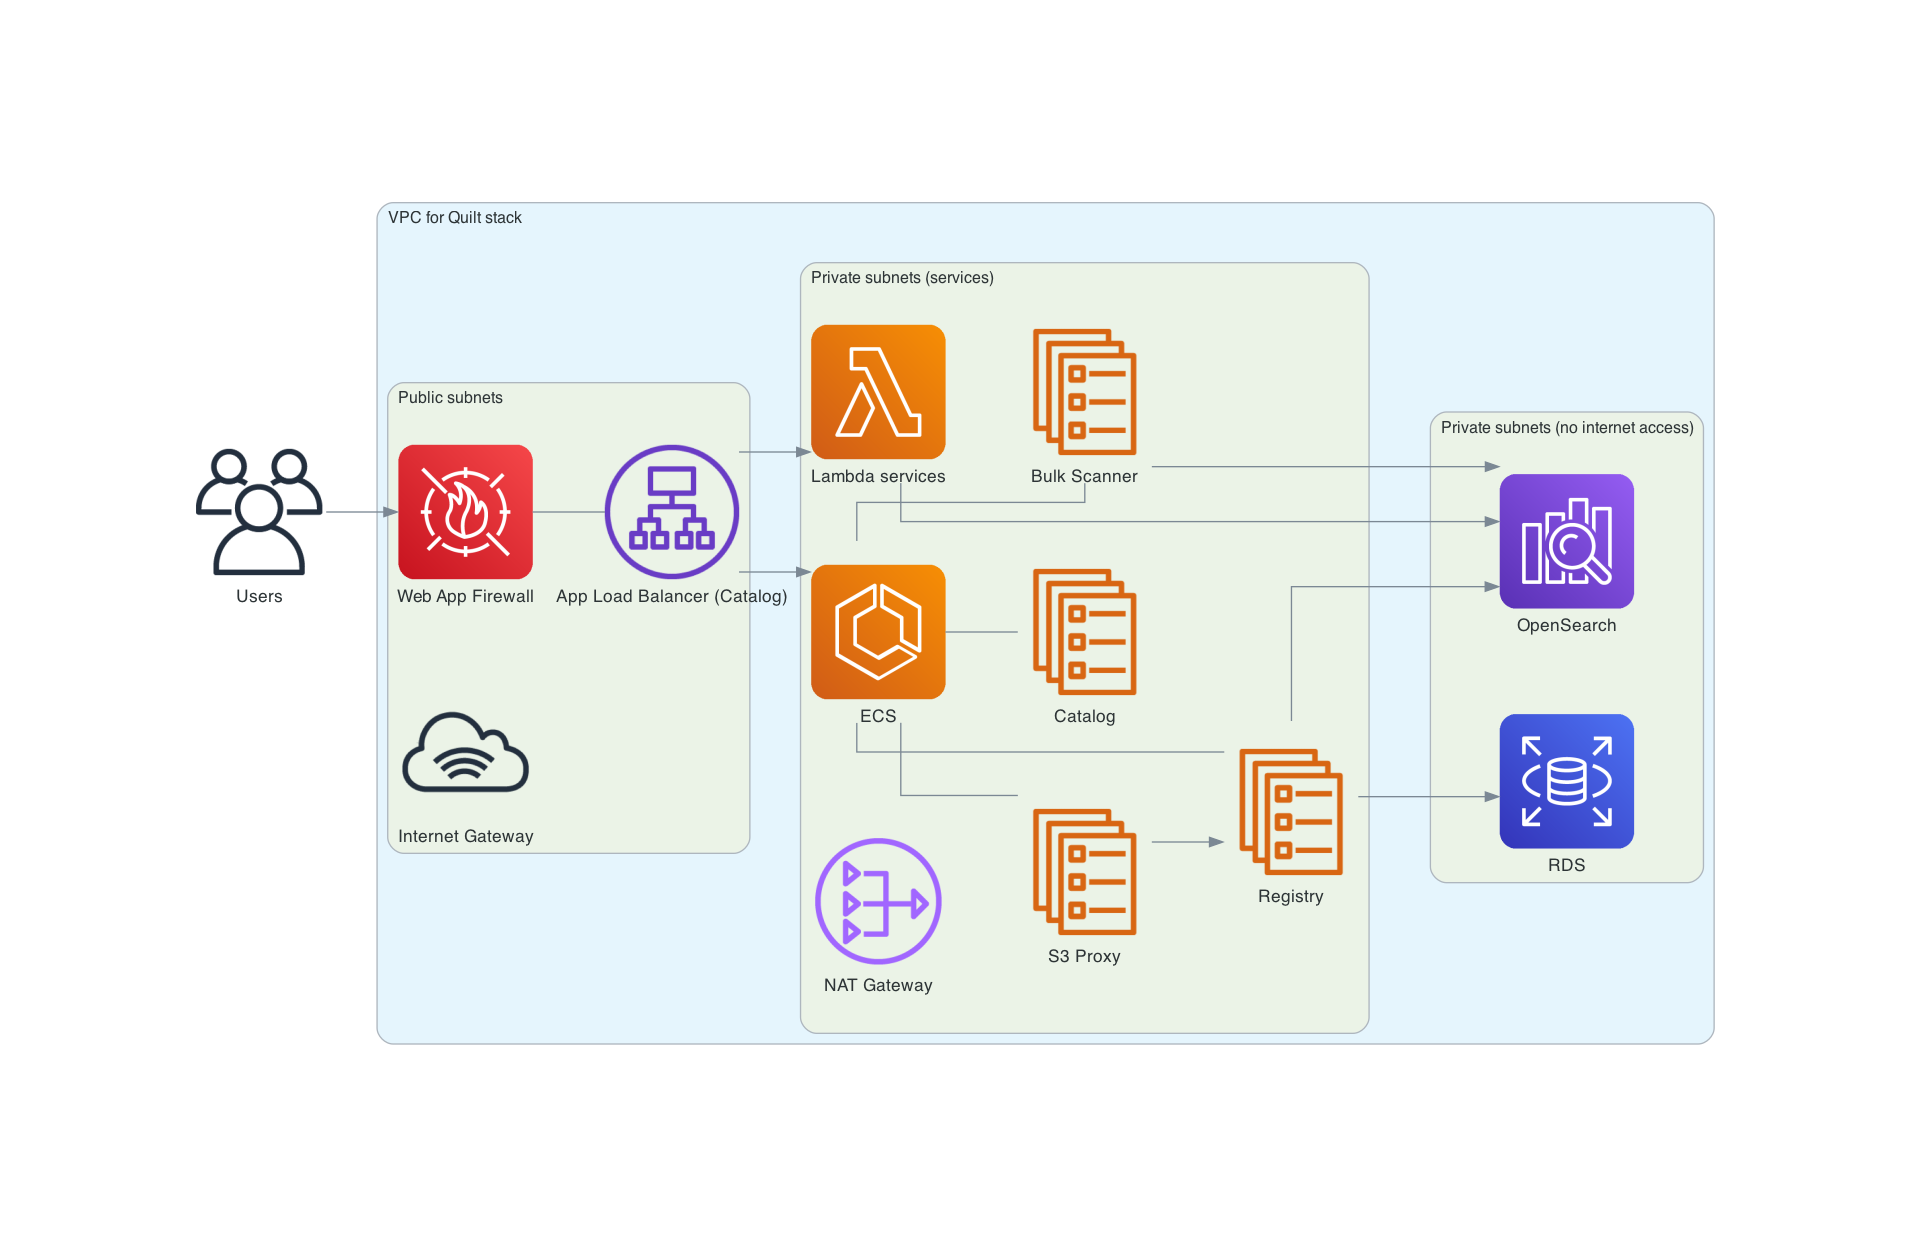 VPC for Quilt stack
Private subnets (services)
Public subnets
Private subnets (no internet access)
Lambda services
Bulk Scanner
Users
Web App Firewall
App Load Balancer (Catalog)
OpenSearch
ECS
Catalog
Internet Gateway
RDS
Registry
S3 Proxy
NAT Gateway